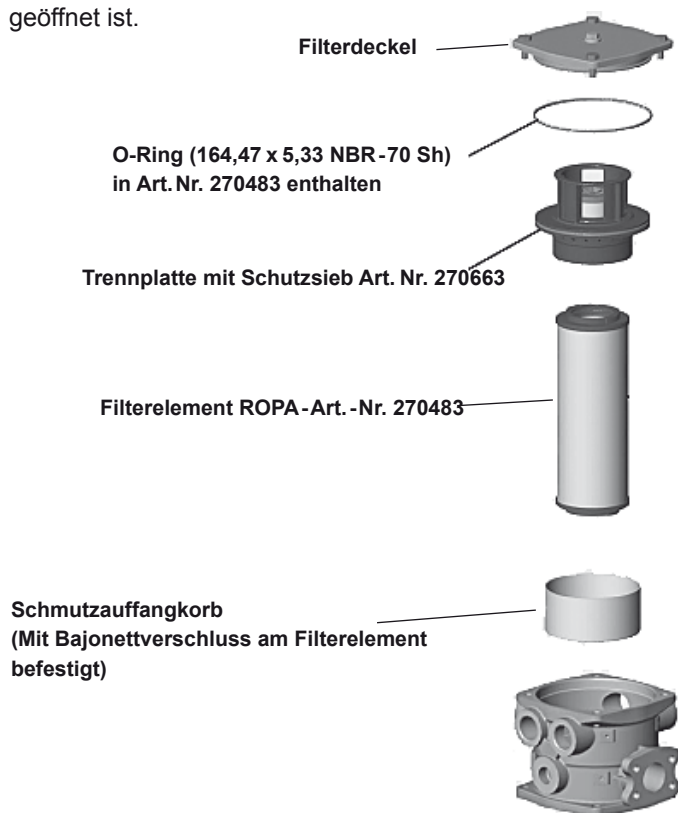 geöffnet ist.
Filterdeckel
O-Ring (164,47 x 5,33 NBR-70 Sh)
in Art. Nr. 270483 enthalten
Trennplatte mit Schutzsieb Art. Nr. 270663
Filterelement ROPA-Art.-Nr. 270483
Schmutzauffangkorb
(Mit Bajonettverschluss am Filterelement
befestigt)